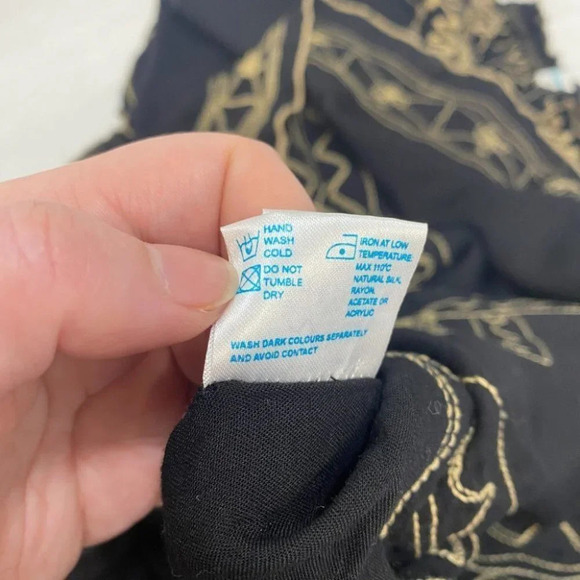 HAND
WASH
COLD
DO NOT
TUMBLE
DRY
IRON AT LOW
TEMPERATURE
MAX 110°C
NATURAL SILK,
RAYON,
ACETATE OR
ACRYLIC
WASH DARK COLOURS SEPARATELY
AND AVOID CONTACT